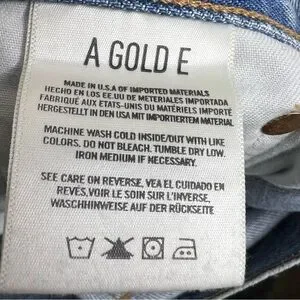 A GOLD E
MADE IN U.S.A OF IMPORTED MATERIALS
HECHO EN LOS EE.UU DE METERIALES IMPORTADA
FABRIQUÉ AUX ETATS-UNIS DU MATÉRIELS IMPORTÉ
HERGESTELLT IN DEN USA MIT IMPORTIERTEM MATERIAL
MACHINE WASH COLD INSIDE/OUT WITH LIKE
COLORS. DO NOT BLEACH. TUMBLE DRY LOW.
IRON MEDIUM IF NECESSARY.
SEE CARE ON REVERSE, VEA EL CUIDADO EN
REVÉS, VOIR LE SOIN SUR L'INVERSE,
WASCHHINWEISE AUF DER RÜCKSEITE